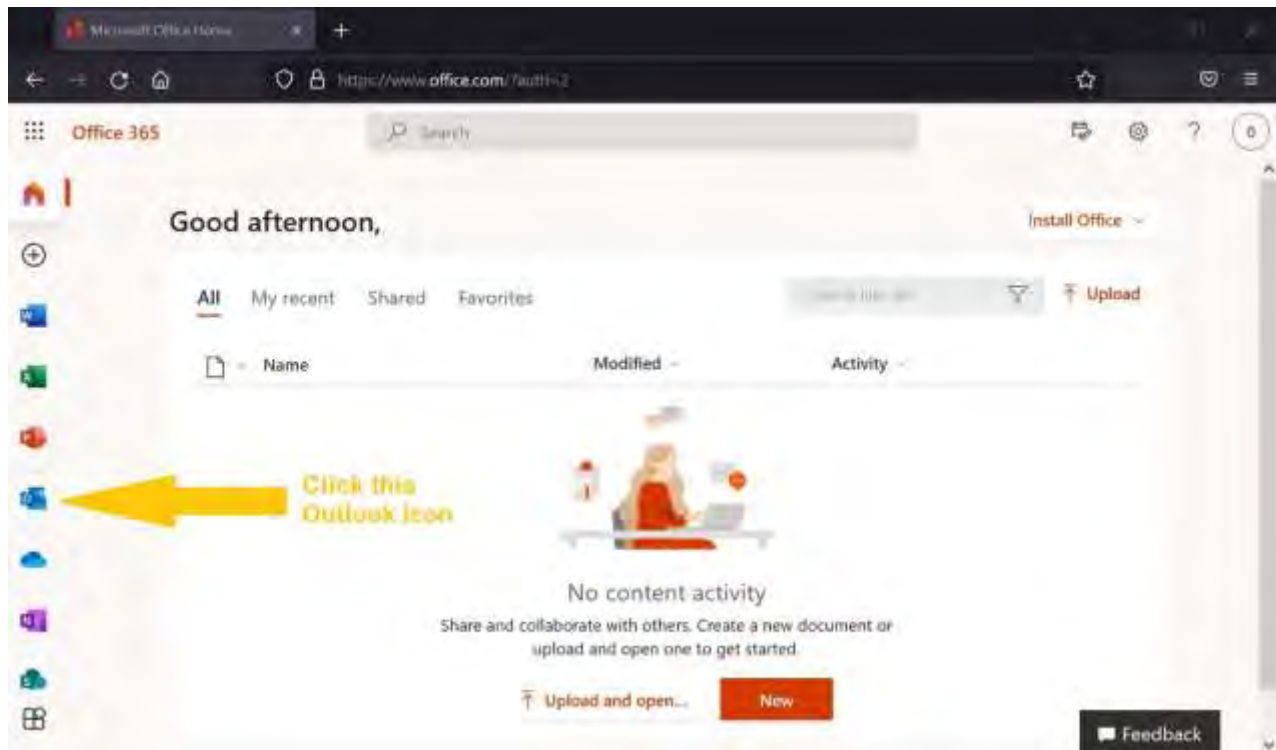 Microsoft Office Home
https://www.office.com/?auth=2
Office 365
Search
Good afternoon,
Install Office
All My recent Shared Favorites
Upload
Name Modified Activity
Click this
Outlook icon
No content activity
Share and collaborate with others. Create a new document or
upload and open one to get started.
Upload and open...
New
Feedback